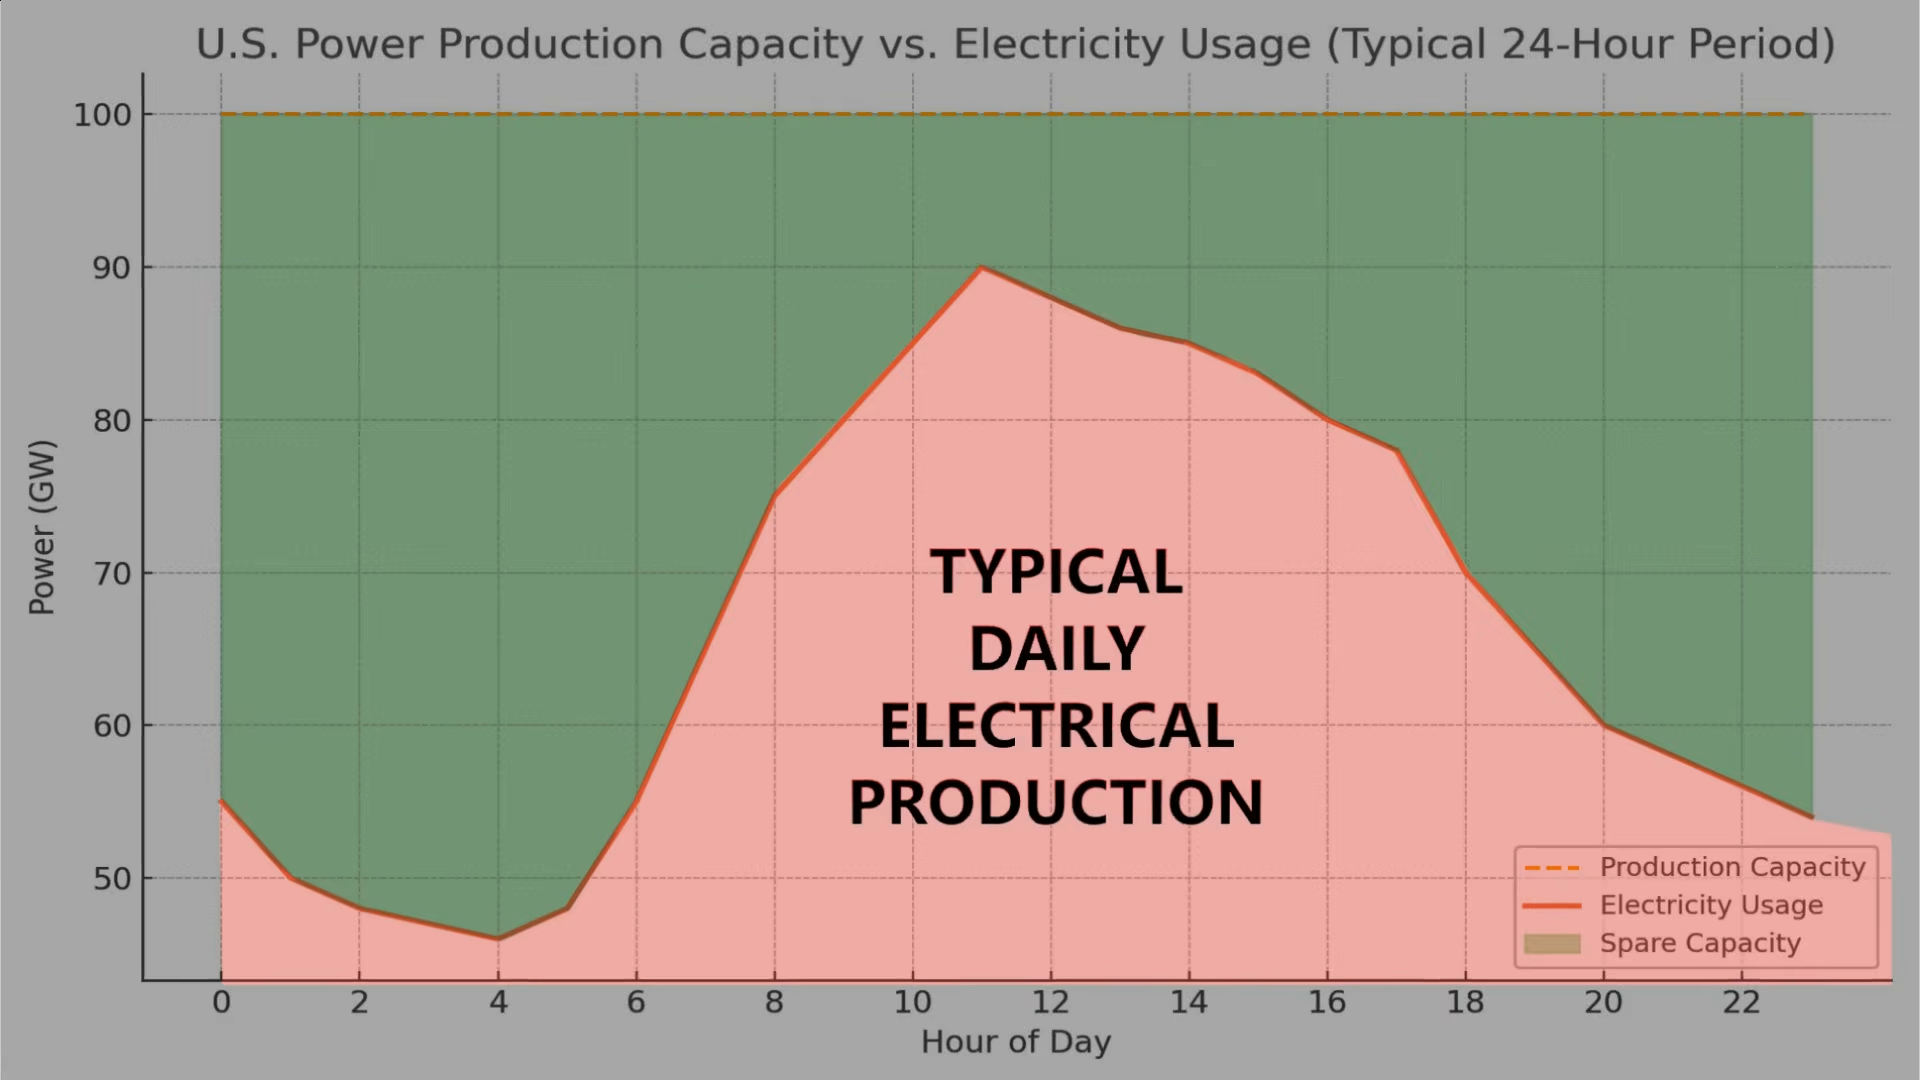 U.S. Power Production Capacity vs. Electricity Usage (Typical 24-Hour Period)
100
90
80
70
60
50
Power (GW)
TYPICAL
DAILY
ELECTRICAL
PRODUCTION
Production Capacity
Electricity Usage
Spare Capacity
0 2 4 6 8 10 12 14 16 18 20 22
Hour of Day